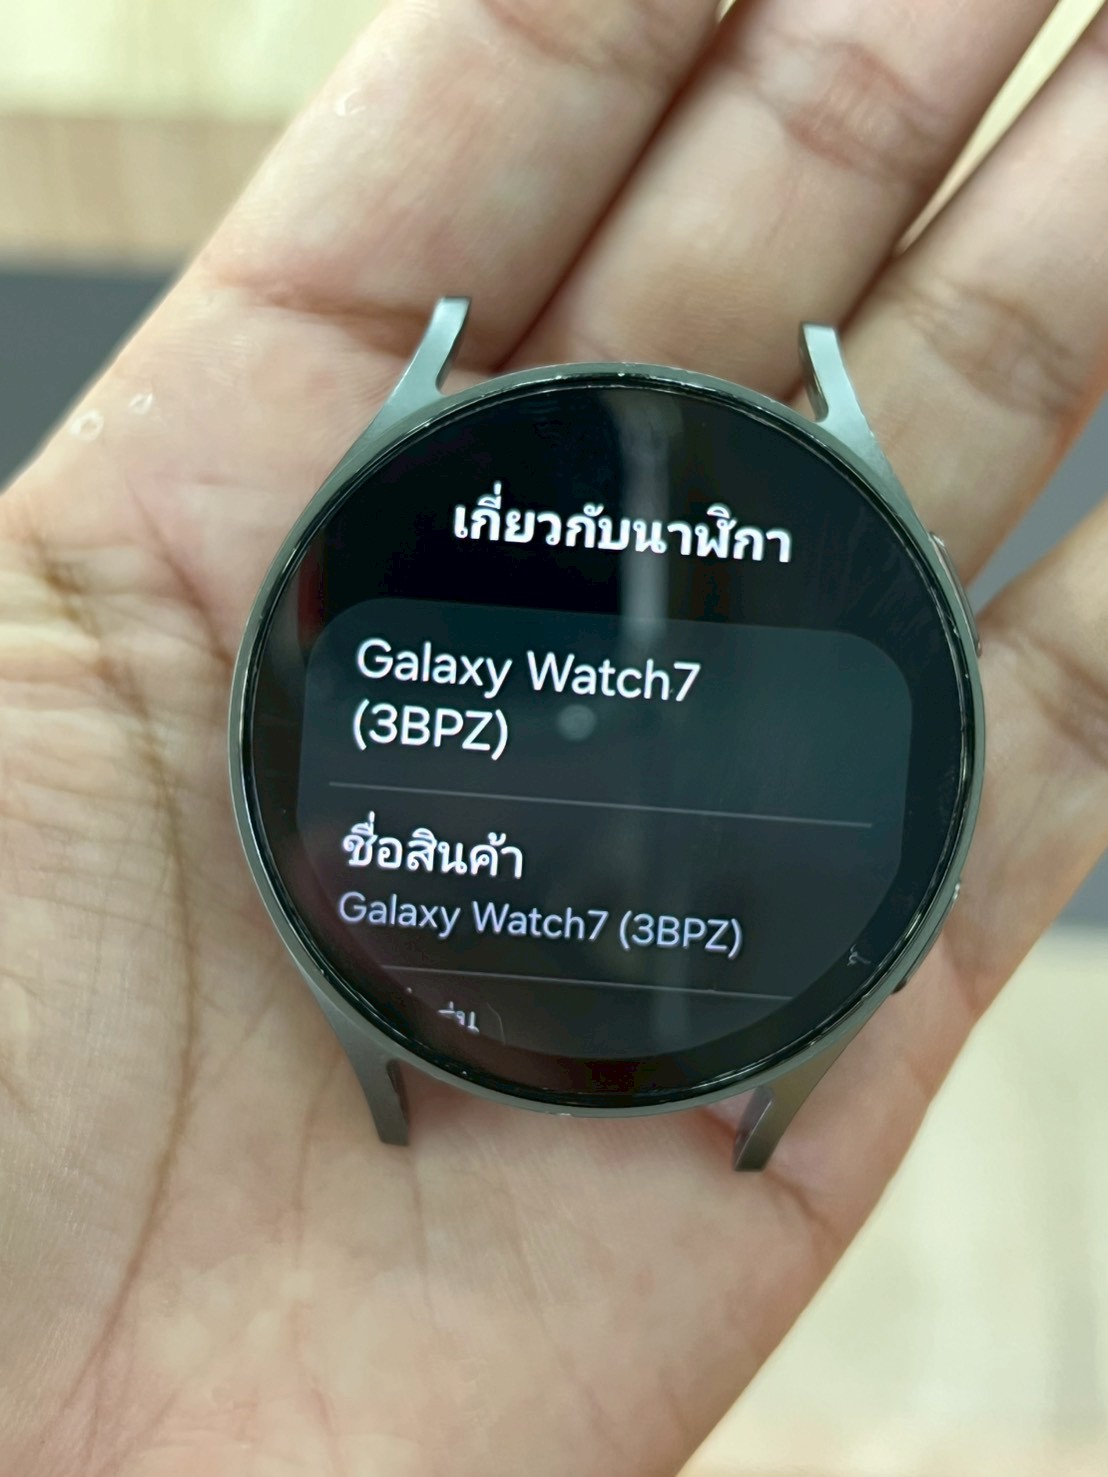 เกี่ยวกับนาฬิกา
Galaxy Watch7
(3BPZ)
ชื่อสินค้า
Galaxy Watch7 (3BPZ)